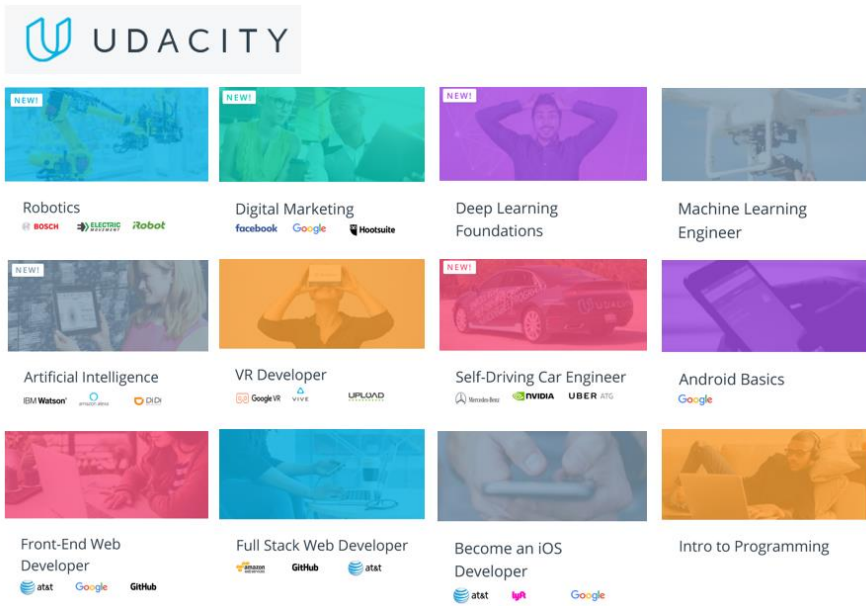 UDACITY
NEW!
NEW!
NEW!
Robotics
BOSCH ELECTRIC MOVEMENT iRobot
Digital Marketing
facebook Google Hootsuite
Deep Learning
Foundations
Machine Learning
Engineer
NEW!
NEW!
UDACITY
Artificial Intelligence
IBM Watson amazon alexa DiDi
VR Developer
Google VR VIVE UPLOAD
Self-Driving Car Engineer
Mercedes-Benz NVIDIA UBER ATG
Android Basics
Google
Front-End Web
Developer
at&t Google GitHub
Full Stack Web Developer
amazon web services GitHub at&t
Become an iOS
Developer
at&t lyft Google
Intro to Programming